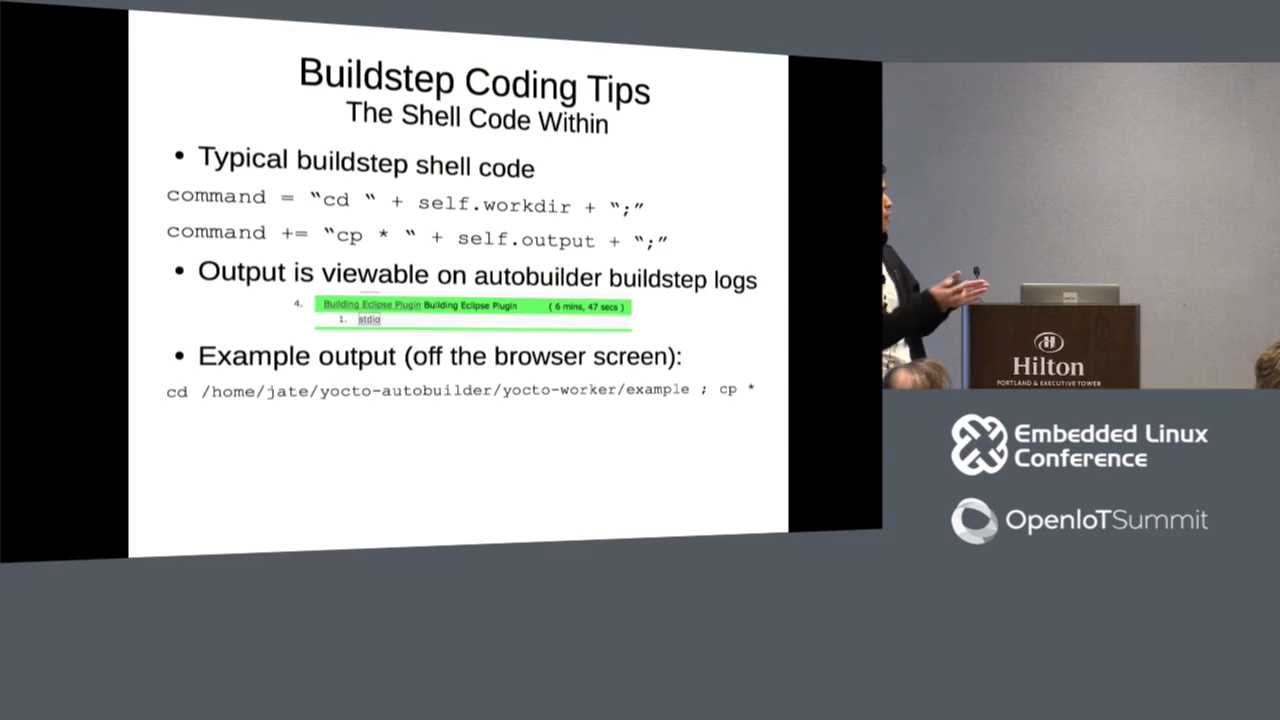 Buildstep Coding Tips
The Shell Code Within
• Typical buildstep shell code
command = “cd “ + self.workdir + “;”
command += “cp * “ + self.output + “;”
• Output is viewable on autobuilder buildstep logs
4. Building Eclipse Plugin Building Eclipse Plugin ( 6 mins, 47 secs )
1. stdio
• Example output (off the browser screen):
cd /home/jate/yocto-autobuilder/yocto-worker/example ; cp *
Hilton
PORTLAND & EXECUTIVE TOWER
Embedded Linux
Conference
OpenIoTSummit